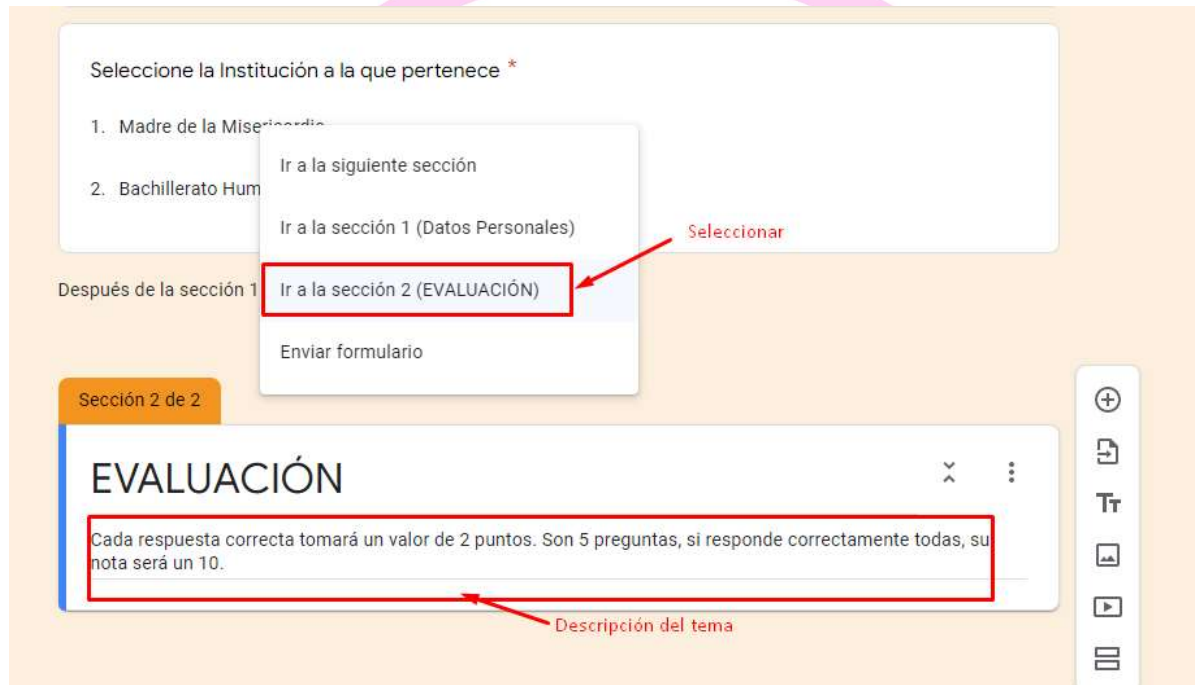 Seleccione la Institución a la que pertenece *
1. Madre de la
Ir a la siguiente sección
2. Bachillerato Hum
Ir a la sección 1 (Datos Personales)
Seleccionar
Después de la sección 1
Ir a la sección 2 (EVALUACIÓN)
Enviar formulario
Sección 2 de 2
EVALUACIÓN
Cada respuesta correcta tomará un valor de 2 puntos. Son 5 preguntas, si responde correctamente todas, su
nota será un 10.
Descripción del tema
Tт